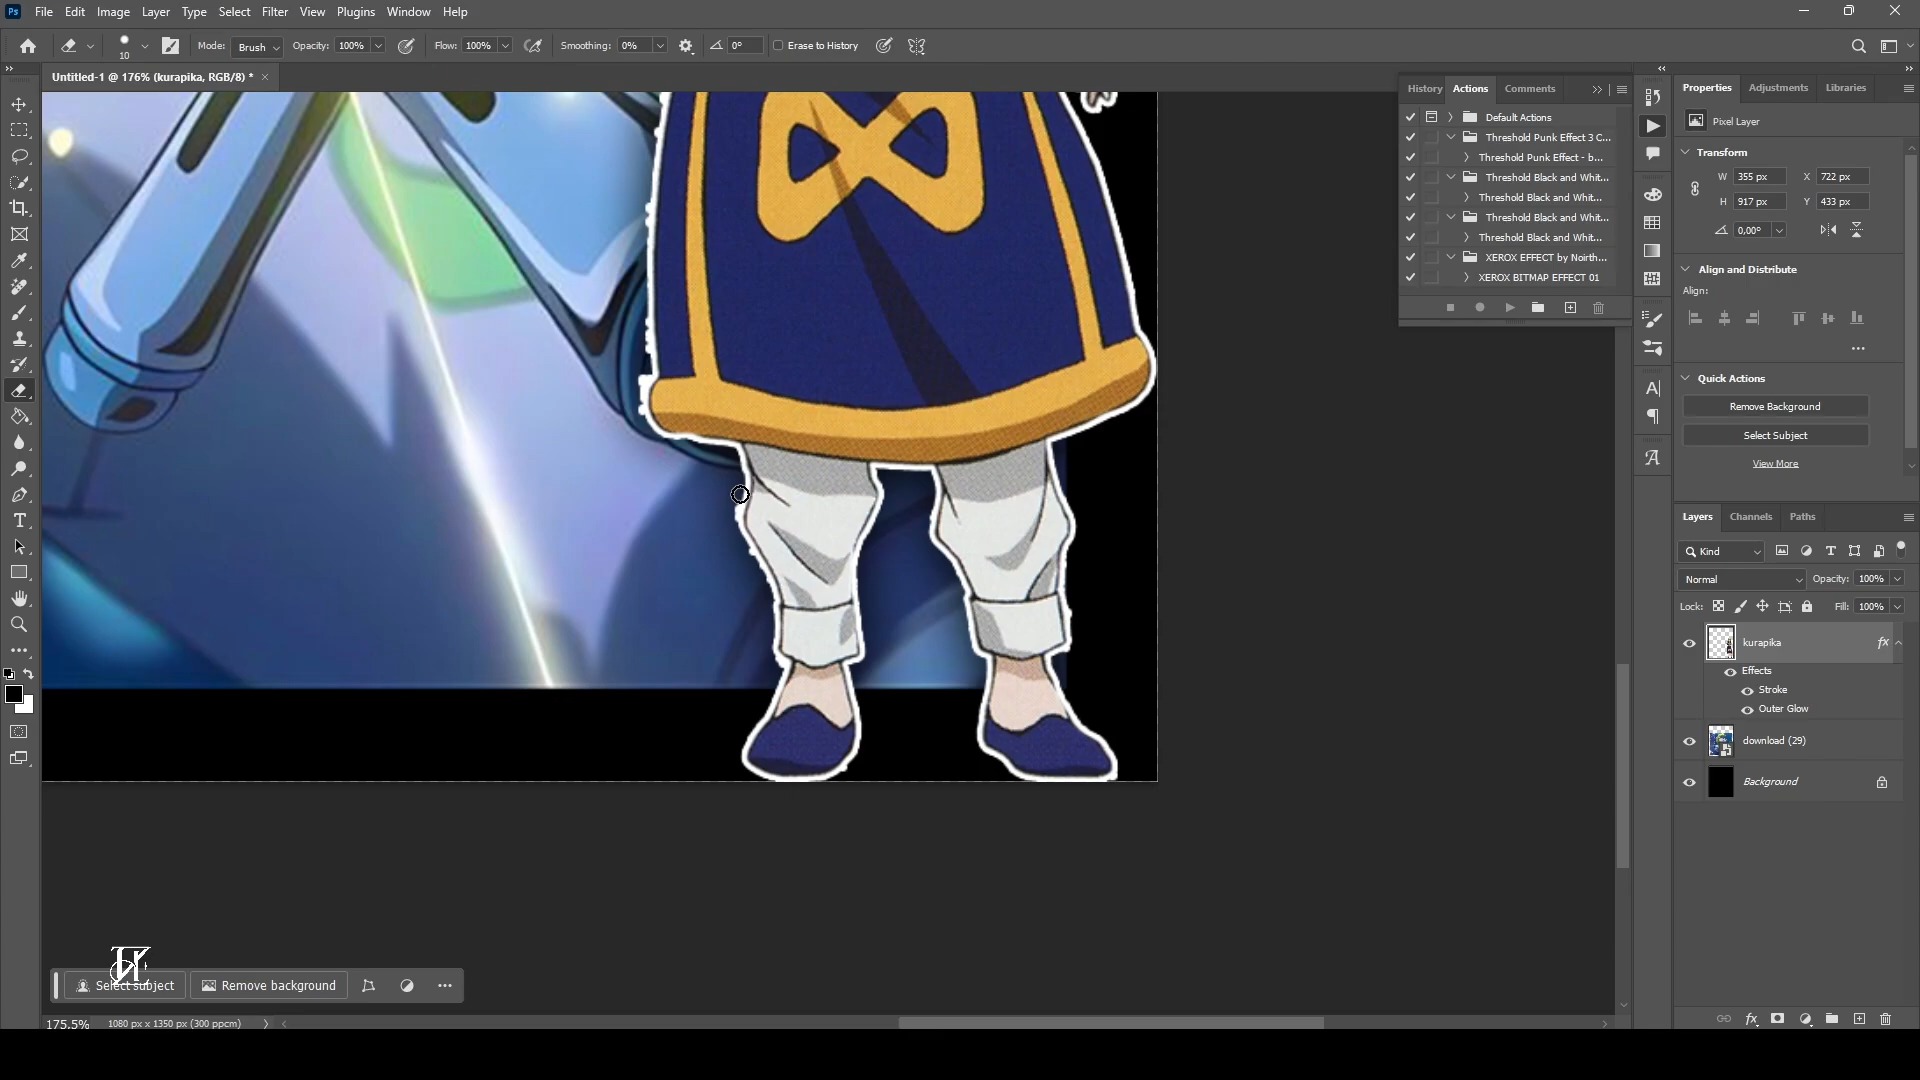 Ps File Edit Image Layer Type Select Filter View Plugins Window Help
10 Mode: Brush Opacity: 100% Flow: 100% Smoothing: 0% 0° Erase to History
Untitled-1 @ 176% (kurapika, RGB/8) *
History Actions Comments
Default Actions
Threshold Punk Effect 3 C...
Threshold Punk Effect - b...
Threshold Black and Whit...
Threshold Black and Whit...
Threshold Black and Whit...
Threshold Black and Whit...
XEROX EFFECT by Noirth...
XEROX BITMAP EFFECT 01
Properties Adjustments Libraries
Pixel Layer
Transform
W 355 px X 722 px
H 917 px Y 433 px
0,00°
Align and Distribute
Align:
Quick Actions
Remove Background
Select Subject
View More
Layers Channels Paths
Kind
Normal Opacity: 100%
Lock: Fill: 100%
kurapika fx
Effects
Stroke
Outer Glow
download (29)
Background
Select subject Remove background
175.5% 1080 px x 1350 px (300 ppcm)